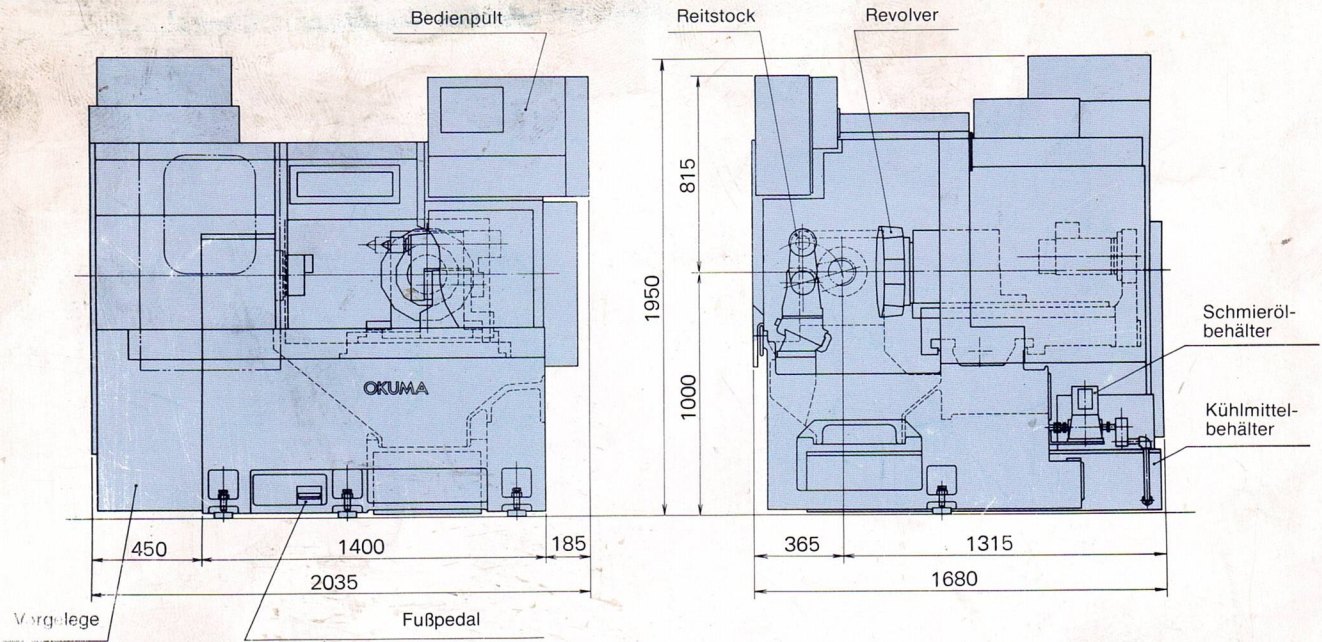 Bedienpult
Reitstock
Revolver
815
1950
1000
Schmieröl-
behälter
Kühlmittel-
behälter
OKUMA
450
1400
185
2035
365
1315
1680
Vorgelege
Fußpedal